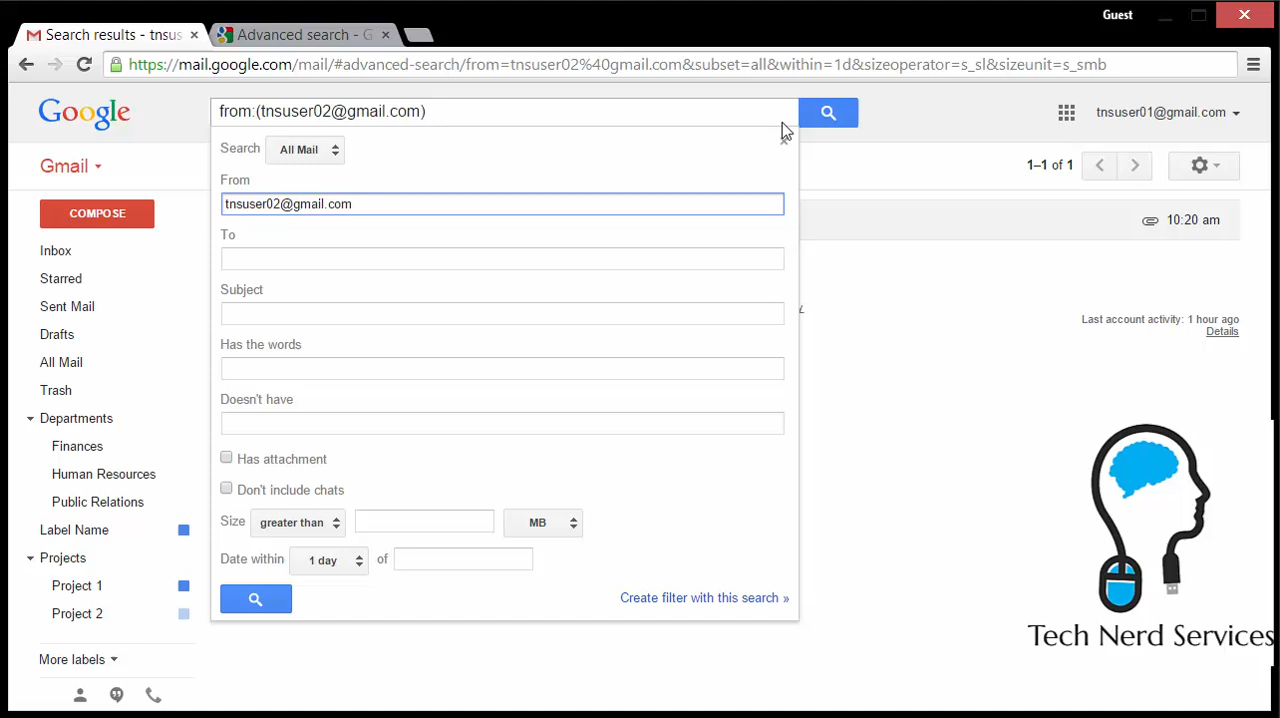 Guest
Search results - tnsus
Advanced search - G
https://mail.google.com/mail/#advanced-search/from=tnsuser02%40gmail.com&subset=all&within=1d&sizeoperator=s_sl&sizeunit=s_smb
Google
from:(tnsuser02@gmail.com)
tnsuser01@gmail.com
Search All Mail
Gmail
1–1 of 1
From
COMPOSE
tnsuser02@gmail.com
10:20 am
To
Inbox
Starred
Subject
Sent Mail
Last account activity: 1 hour ago
Details
Drafts
Has the words
All Mail
Trash
Doesn't have
Departments
Finances
Has attachment
Human Resources
Don't include chats
Public Relations
Size greater than MB
Label Name
Projects
Date within 1 day of
Project 1
Create filter with this search »
Project 2
Tech Nerd Services
More labels